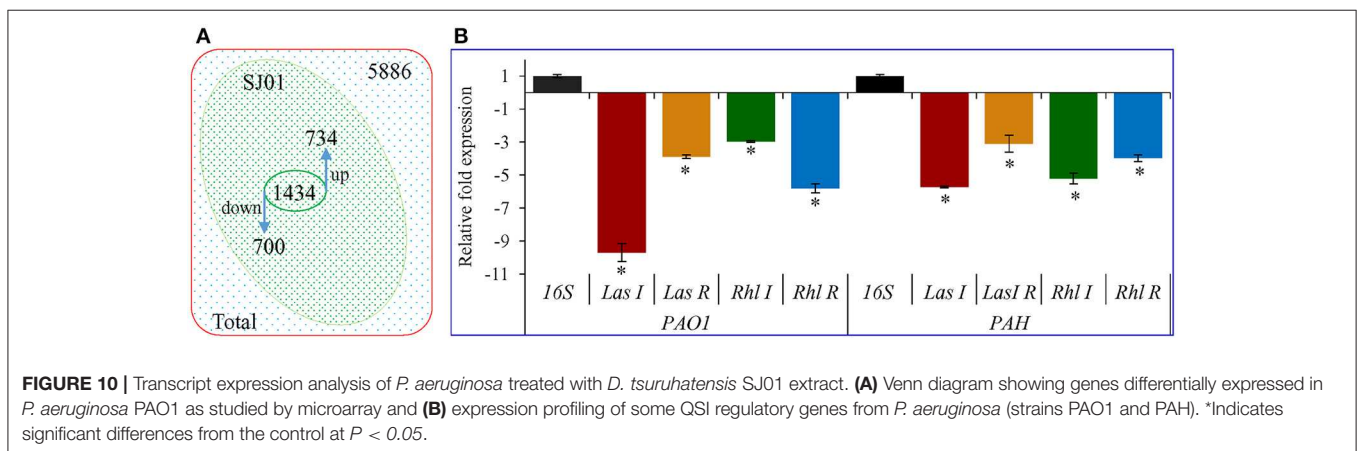 A
SJ01
5886
734
up
1434
down
700
Total
B
Relative fold expression
1
-1
-3
-5
-7
-9
-11
*
*
*
*
*
*
*
*
16S Las I Las R Rhl I Rhl R 16S Las I LasI R Rhl I Rhl R
PAO1 PAH
FIGURE 10 | Transcript expression analysis of P. aeruginosa treated with D. tsuruhatensis SJ01 extract. (A) Venn diagram showing genes differentially expressed in
P. aeruginosa PAO1 as studied by microarray and (B) expression profiling of some QSI regulatory genes from P. aeruginosa (strains PAO1 and PAH). *Indicates
significant differences from the control at P < 0.05.